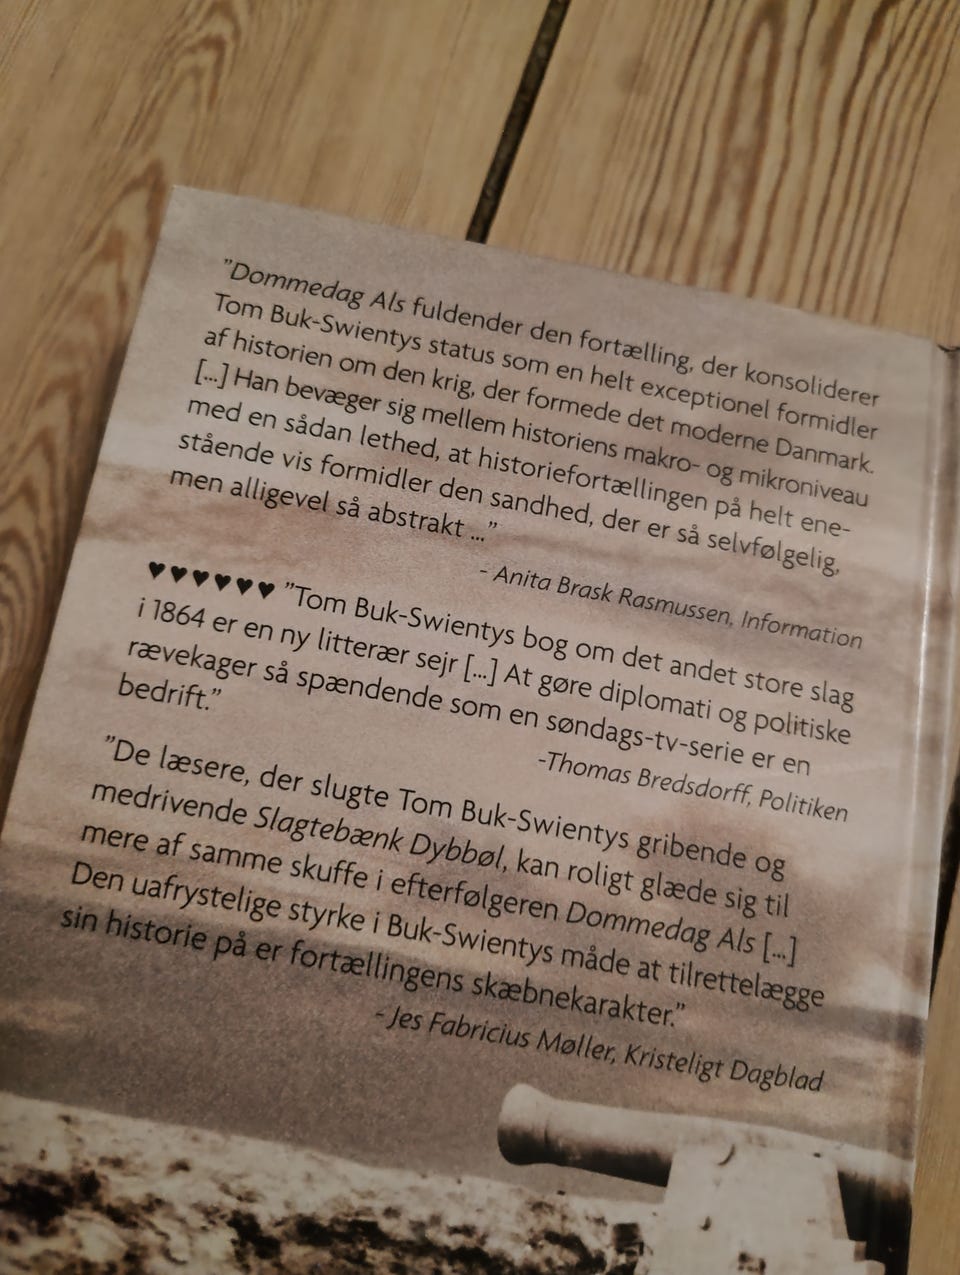 "Dommedag Als fuldender den fortælling, der konsoliderer
Tom Buk-Swientys status som en helt exceptionel formidler
af historien om den krig, der formede det moderne Danmark.
[...] Han bevæger sig mellem historiens makro- og mikroniveau
med en sådan lethed, at historiefortællingen på helt ene-
stående vis formidler den sandhed, der er så selvfølgelig,
men alligevel så abstrakt ..."
- Anita Brask Rasmussen, Information
♥♥♥♥♥♥ "Tom Buk-Swientys bog om det andet store slag
i 1864 er en ny litterær sejr [...] At gøre diplomati og politiske
rævekager så spændende som en søndags-tv-serie er en
bedrift."
-Thomas Bredsdorff, Politiken
"De læsere, der slugte Tom Buk-Swientys gribende og
medrivende Slagtebænk Dybbøl, kan roligt glæde sig til
mere af samme skuffe i efterfølgeren Dommedag Als [...]
Den uafrystelige styrke i Buk-Swientys måde at tilrettelægge
sin historie på er fortællingens skæbnekarakter."
- Jes Fabricius Møller, Kristeligt Dagblad